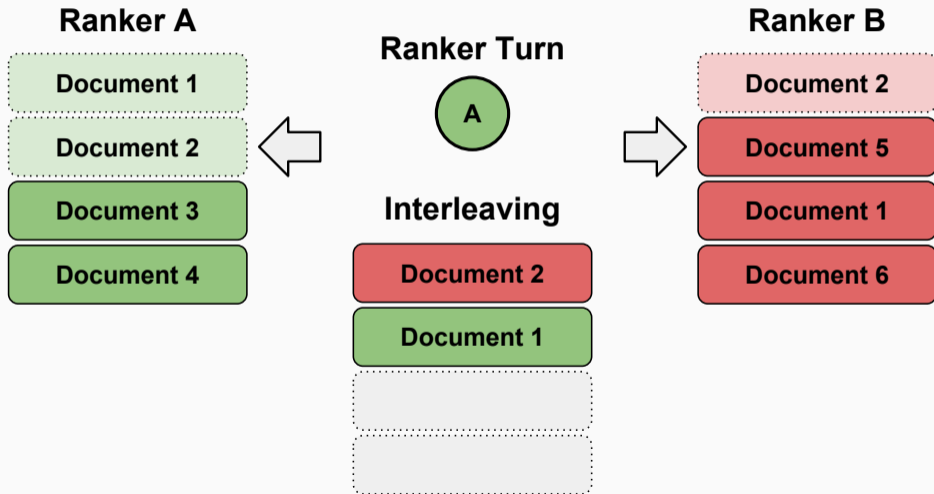 Ranker A
Document 1
Document 2
Document 3
Document 4
Ranker Turn
A
Interleaving
Document 2
Document 1
Ranker B
Document 2
Document 5
Document 1
Document 6